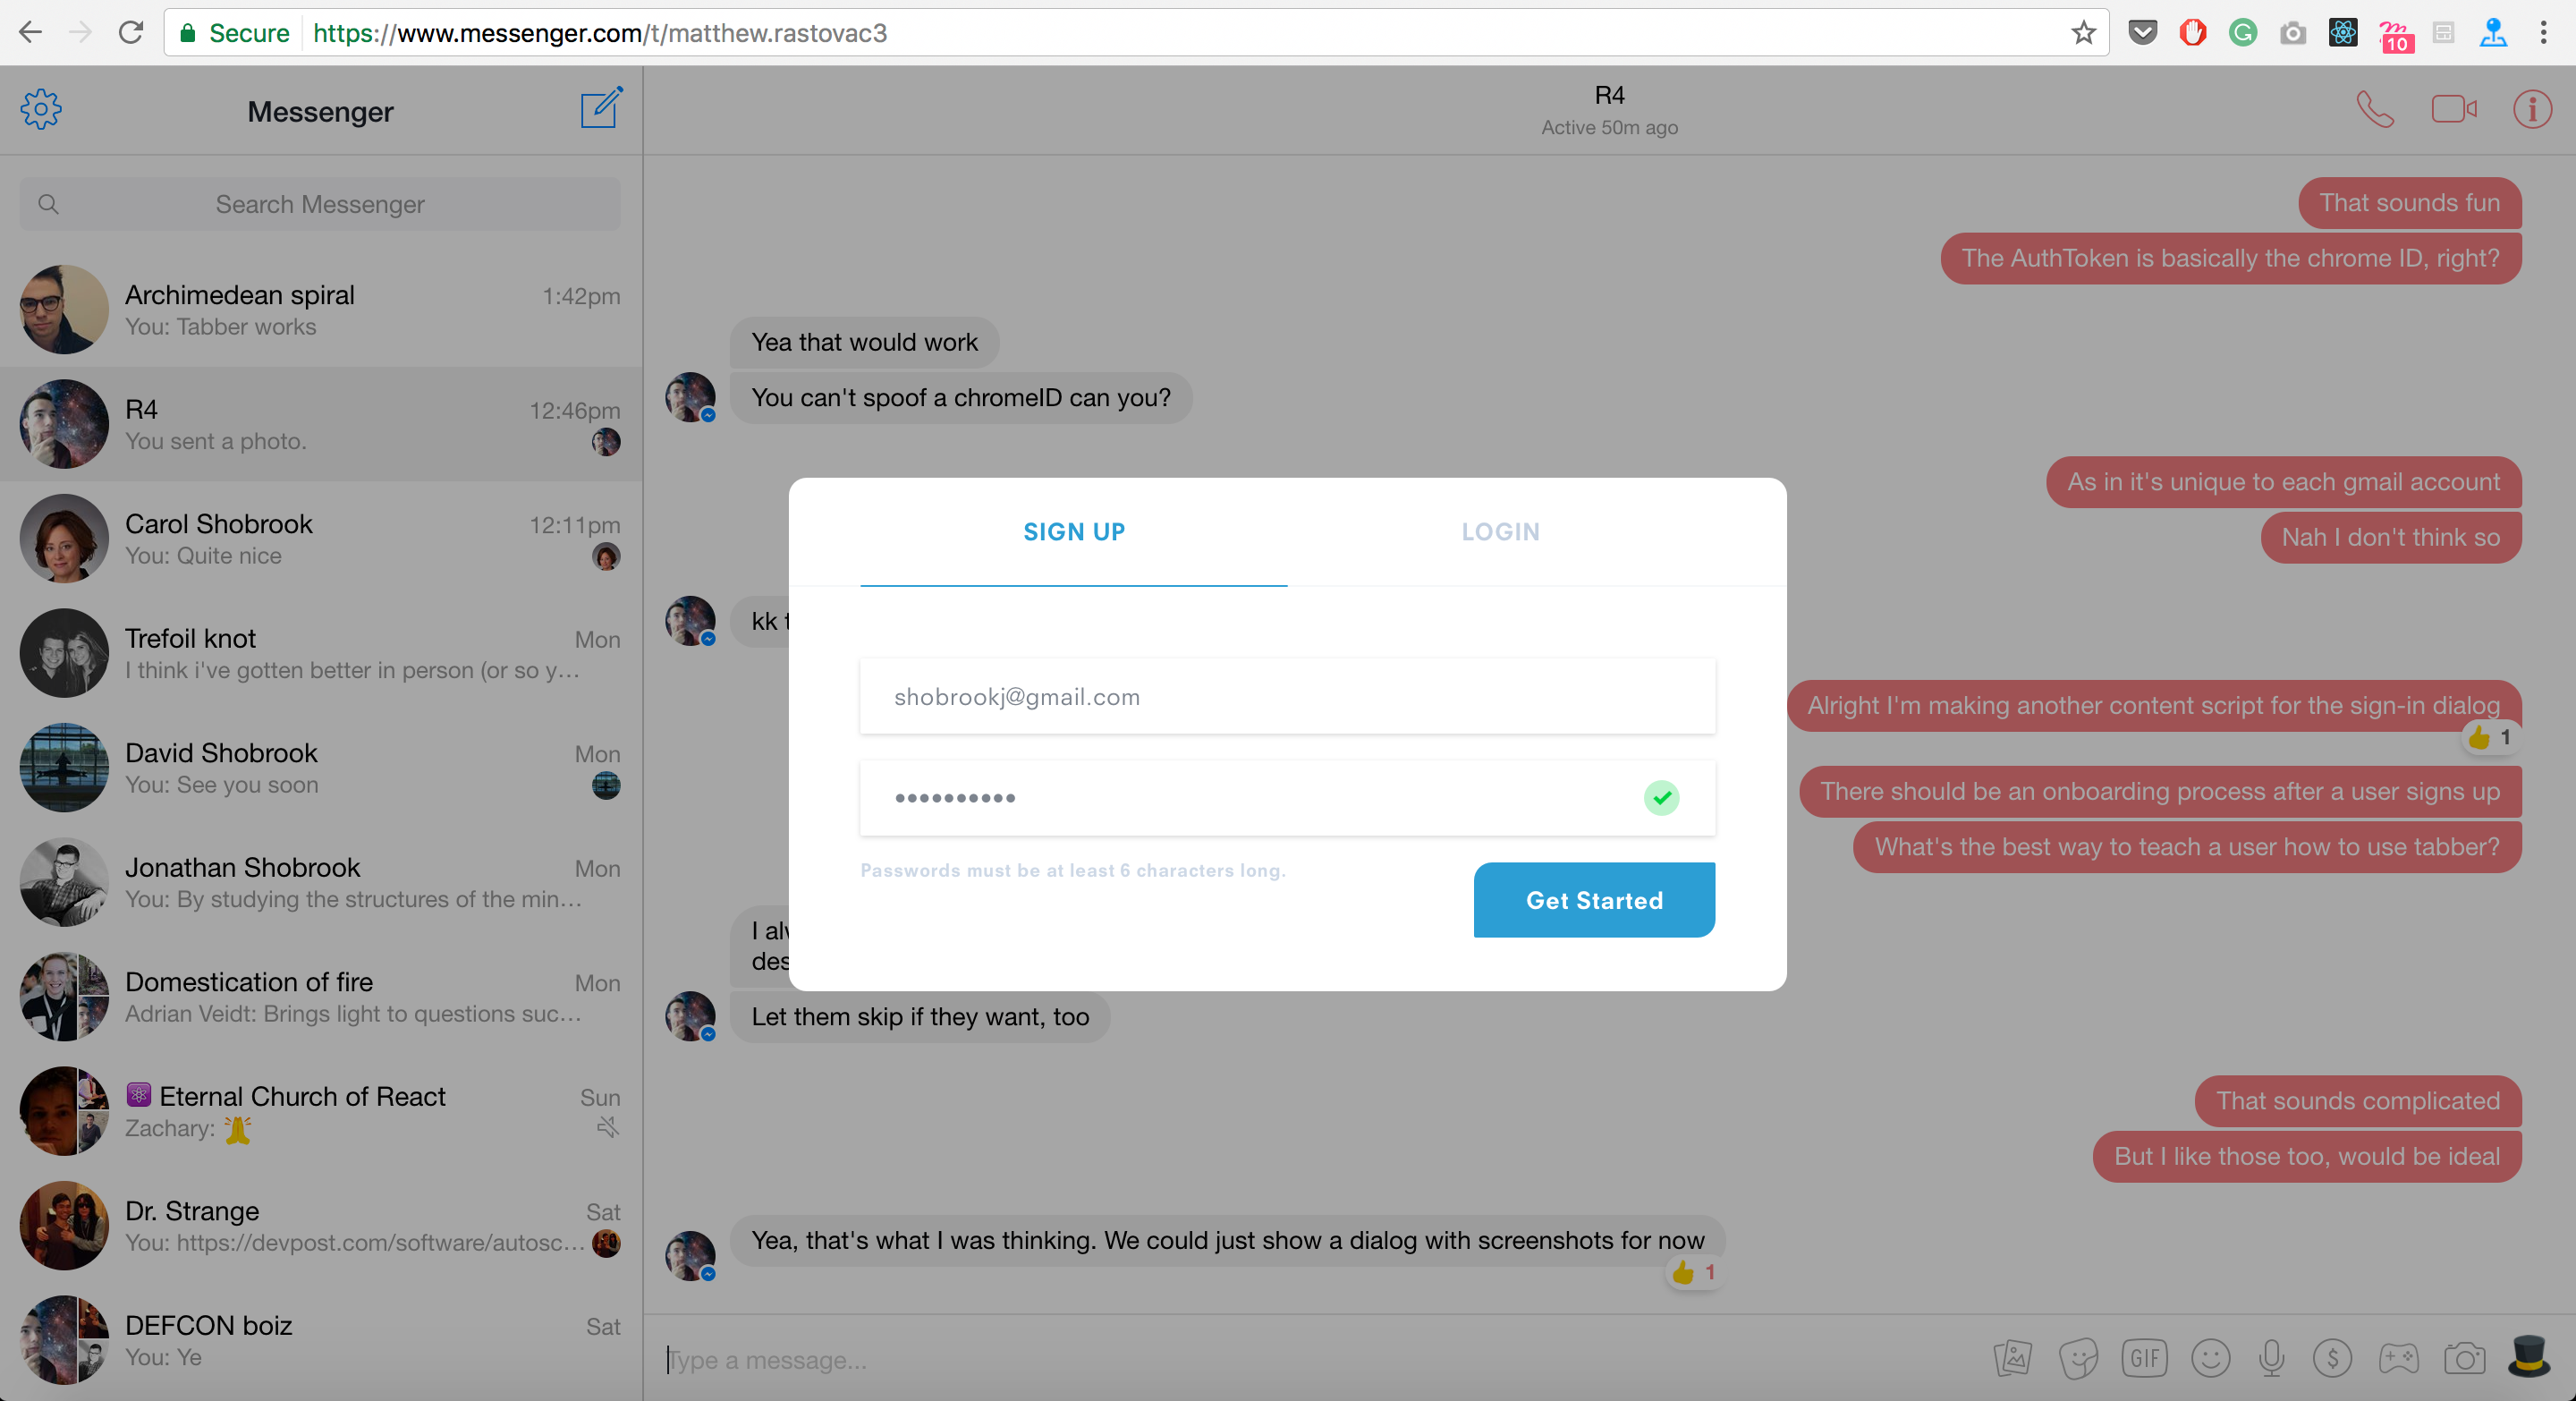 Secure https://www.messenger.com/t/matthew.rastovac3
10
Messenger
Search Messenger
Archimedean spiral 1:42pm
You: Tabber works
R4 12:46pm
You sent a photo.
Carol Shobrook 12:11pm
You: Quite nice
Trefoil knot Mon
I think i've gotten better in person (or so y…
David Shobrook Mon
You: See you soon
Jonathan Shobrook Mon
You: By studying the structures of the min…
Domestication of fire Mon
Adrian Veidt: Brings light to questions suc…
Eternal Church of React Sun
Zachary: 🙏
Dr. Strange Sat
You: https://devpost.com/software/autosc…
DEFCON boiz Sat
You: Ye
R4
Active 50m ago
That sounds fun
The AuthToken is basically the chrome ID, right?
Yea that would work
You can't spoof a chromeID can you?
As in it's unique to each gmail account
Nah I don't think so
kk
Alright I'm making another content script for the sign-in dialog
👍 1
There should be an onboarding process after a user signs up
What's the best way to teach a user how to use tabber?
I
Let them skip if they want, too
That sounds complicated
But I like those too, would be ideal
Yea, that's what I was thinking. We could just show a dialog with screenshots for now
👍 1
Type a message...
GIF
SIGN UP LOGIN
shobrookj@gmail.com
••••••••••
Passwords must be at least 6 characters long.
Get Started